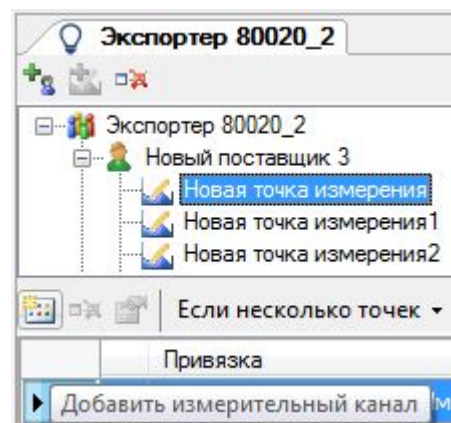 Экспортер 80020_2
Экспортер 80020_2
Новый поставщик 3
Новая точка измерения
Новая точка измерения1
Новая точка измерения2
Если несколько точек
Привязка
Добавить измерительный канал